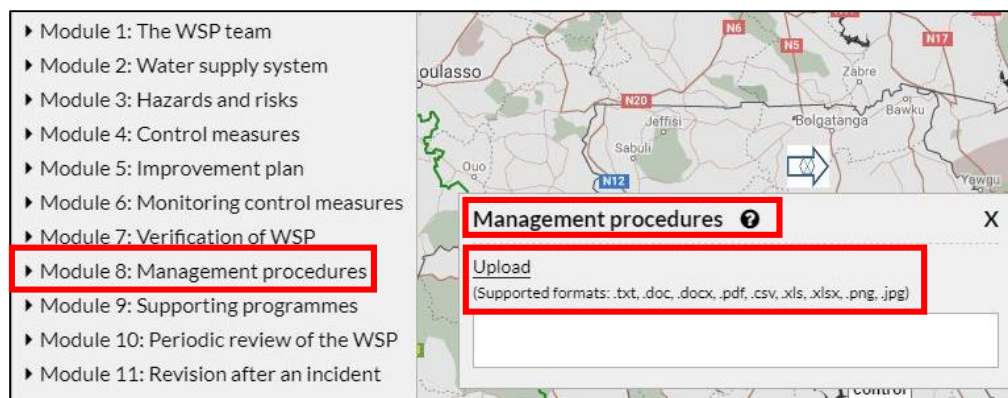 Module 1: The WSP team
Module 2: Water supply system
Module 3: Hazards and risks
Module 4: Control measures
Module 5: Improvement plan
Module 6: Monitoring control measures
Module 7: Verification of WSP
Module 8: Management procedures
Module 9: Supporting programmes
Module 10: Periodic review of the WSP
Module 11: Revision after an incident
N6
N5
N17
oulasso
Zabre
N20
Bawku
Jeffisi
Bolgatanga
Sabuli
Ouo
N12
Yawgu
Management procedures ?
X
Upload
(Supported formats: .txt, .doc, .docx, .pdf, .csv, .xls, .xlsx, .png, .jpg)
control